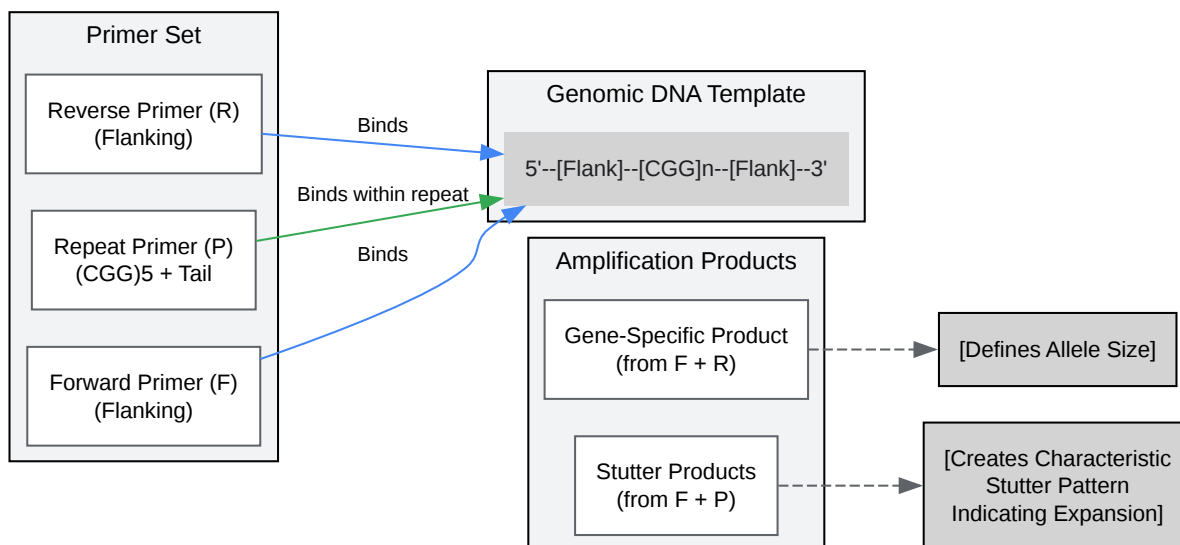 Primer Set
Reverse Primer (R)
(Flanking)
Repeat Primer (P)
(CGG)5 + Tail
Forward Primer (F)
(Flanking)
Binds
Binds within repeat
Binds
Genomic DNA Template
5'--[Flank]--[CGG]n--[Flank]--3'
Amplification Products
Gene-Specific Product
(from F + R)
Stutter Products
(from F + P)
[Defines Allele Size]
[Creates Characteristic
Stutter Pattern
Indicating Expansion]